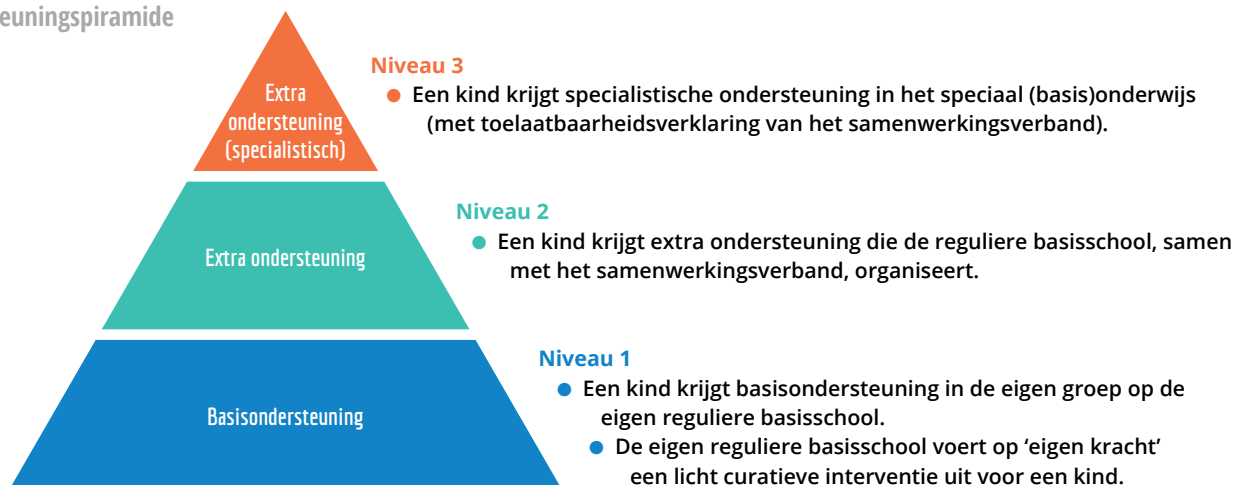 euningspiramide
Extra
ondersteuning
(specialistisch)
Niveau 3
● Een kind krijgt specialistische ondersteuning in het speciaal (basis)onderwijs
(met toelaatbaarheidsverklaring van het samenwerkingsverband).
Extra ondersteuning
Niveau 2
● Een kind krijgt extra ondersteuning die de reguliere basisschool, samen
met het samenwerkingsverband, organiseert.
Basisondersteuning
Niveau 1
● Een kind krijgt basisondersteuning in de eigen groep op de
eigen reguliere basisschool.
● De eigen reguliere basisschool voert op ‘eigen kracht’
een licht curatieve interventie uit voor een kind.